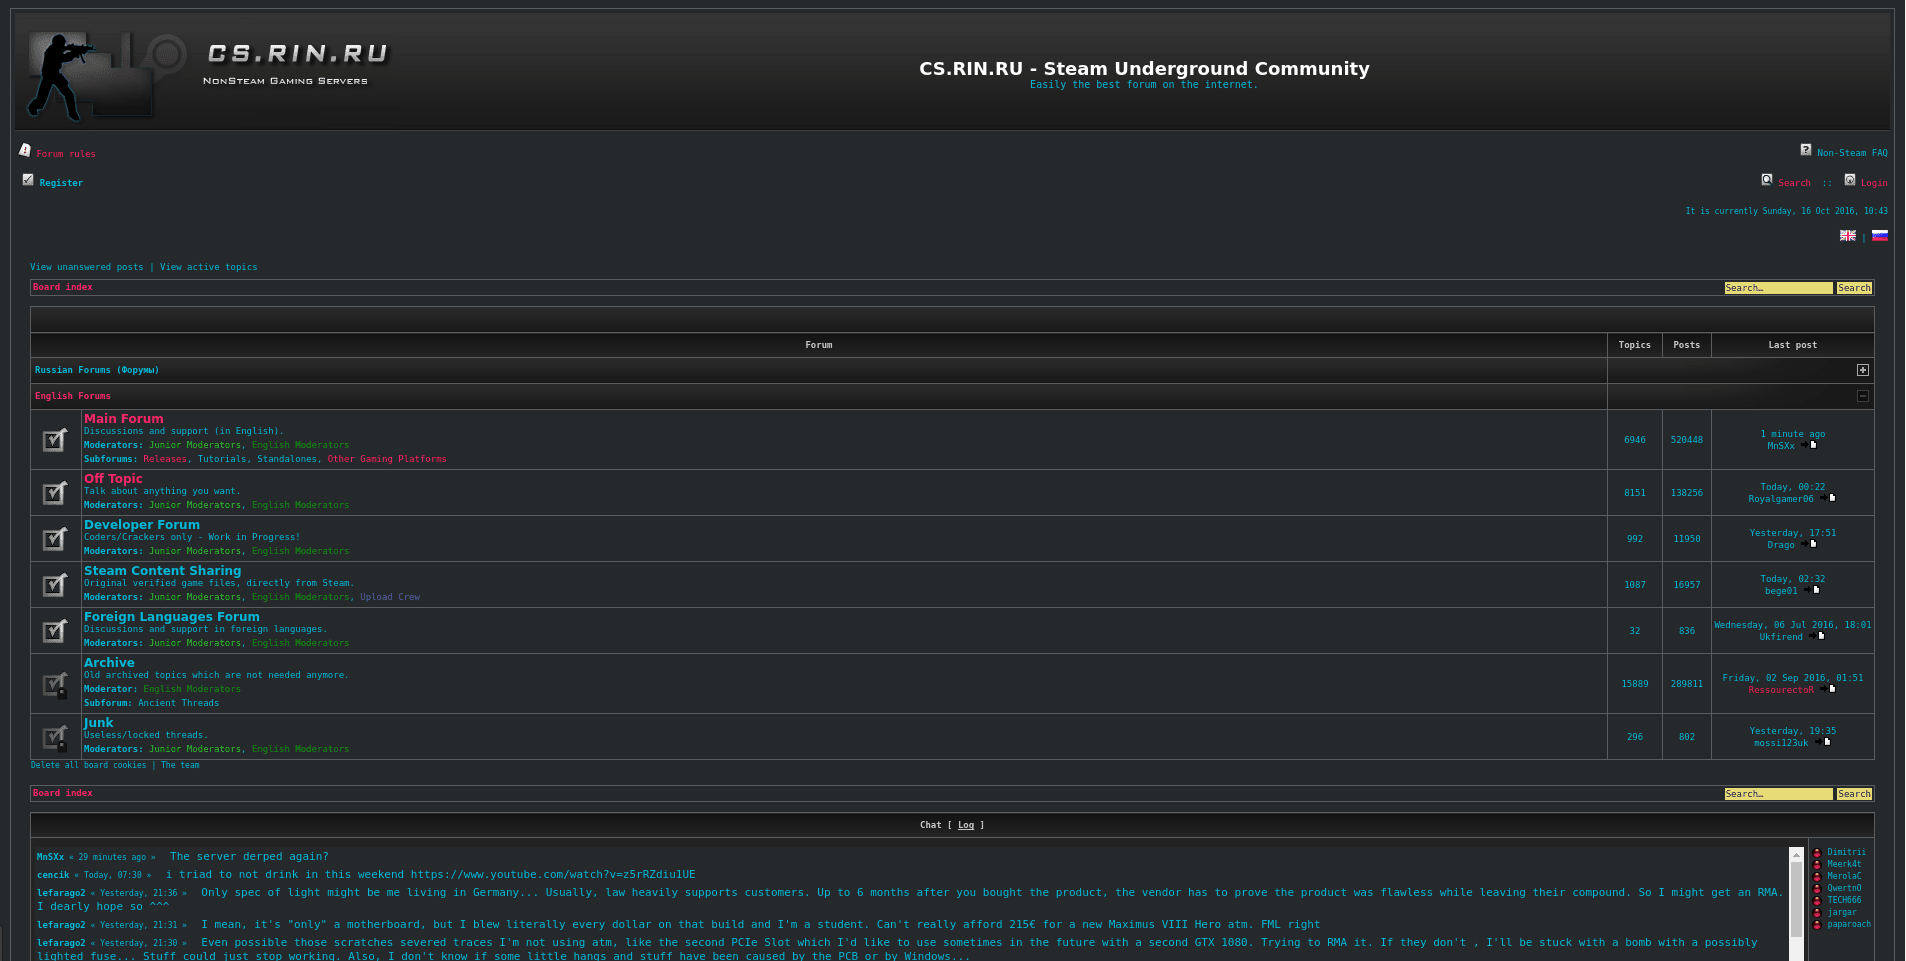 CS.RIN.RU
NonSteam Gaming Servers
CS.RIN.RU - Steam Underground Community
Easily the best forum on the internet.
Forum rules
Non-Steam FAQ
Register
Search :: Login
It is currently Sunday, 16 Oct 2016, 10:43
|
View unanswered posts | View active topics
Board index
Search… Search
Forum Topics Posts Last post
Russian Forums (Форумы)
English Forums
Main Forum
Discussions and support (in English).
Moderators: Junior Moderators, English Moderators
Subforums: Releases, Tutorials, Standalones, Other Gaming Platforms
6946 520448
1 minute ago
MnSXx
Off Topic
Talk about anything you want.
Moderators: Junior Moderators, English Moderators
8151 138256
Today, 00:22
Royalgamer06
Developer Forum
Coders/Crackers only - Work in Progress!
Moderators: Junior Moderators, English Moderators
992 11950
Yesterday, 17:51
Drago
Steam Content Sharing
Original verified game files, directly from Steam.
Moderators: Junior Moderators, English Moderators, Upload Crew
1087 16957
Today, 02:32
bege01
Foreign Languages Forum
Discussions and support in foreign languages.
Moderators: Junior Moderators, English Moderators
32 836
Wednesday, 06 Jul 2016, 18:01
Ukfirend
Archive
Old archived topics which are not needed anymore.
Moderator: English Moderators
Subforum: Ancient Threads
15889 289811
Friday, 02 Sep 2016, 01:51
RessourectoR
Junk
Useless/locked threads.
Moderators: Junior Moderators, English Moderators
296 802
Yesterday, 19:35
mossi123uk
Delete all board cookies | The team
Board index
Search… Search
Chat [ Log ]
MnSXx « 29 minutes ago » The server derped again?
cencik « Today, 07:30 » i triad to not drink in this weekend https://www.youtube.com/watch?v=z5rRZdiu1UE
lefarago2 « Yesterday, 21:36 » Only spec of light might be me living in Germany... Usually, law heavily supports customers. Up to 6 months after you bought the product, the vendor has to prove the product was flawless while leaving their compound. So I might get an RMA.
I dearly hope so ^^^
lefarago2 « Yesterday, 21:31 » I mean, it's "only" a motherboard, but I blew literally every dollar on that build and I'm a student. Can't really afford 215€ for a new Maximus VIII Hero atm. FML right
lefarago2 « Yesterday, 21:30 » Even possible those scratches severed traces I'm not using atm, like the second PCIe Slot which I'd like to use sometimes in the future with a second GTX 1080. Trying to RMA it. If they don't , I'll be stuck with a bomb with a possibly
lighted fuse... Stuff could just stop working. Also, I don't know if some little hangs and stuff have been caused by the PCB or by Windows...
Dimitrii
Meerk4t
MerolaC
QwertnO
TECH666
jargar
paparoach